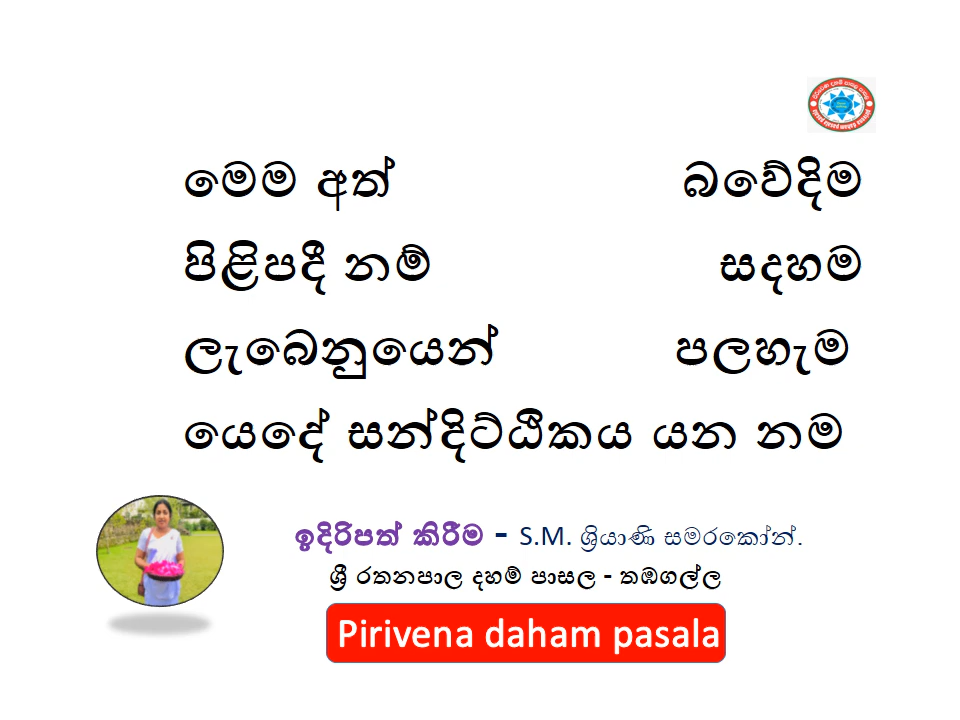 මෙම අත් බවේදිම
පිළිපදී නම් සදහම
ලැබෙනුයෙන් පලහැම
යෙදේ සන්දිට්ඨිකය යන නම
ඉදිරිපත් කිරීම - S.M. ශ්‍රියාණි සමරකෝන්.
ශ්‍රී රතනපාල දහම් පාසල - තඹගල්ල
Pirivena daham pasala